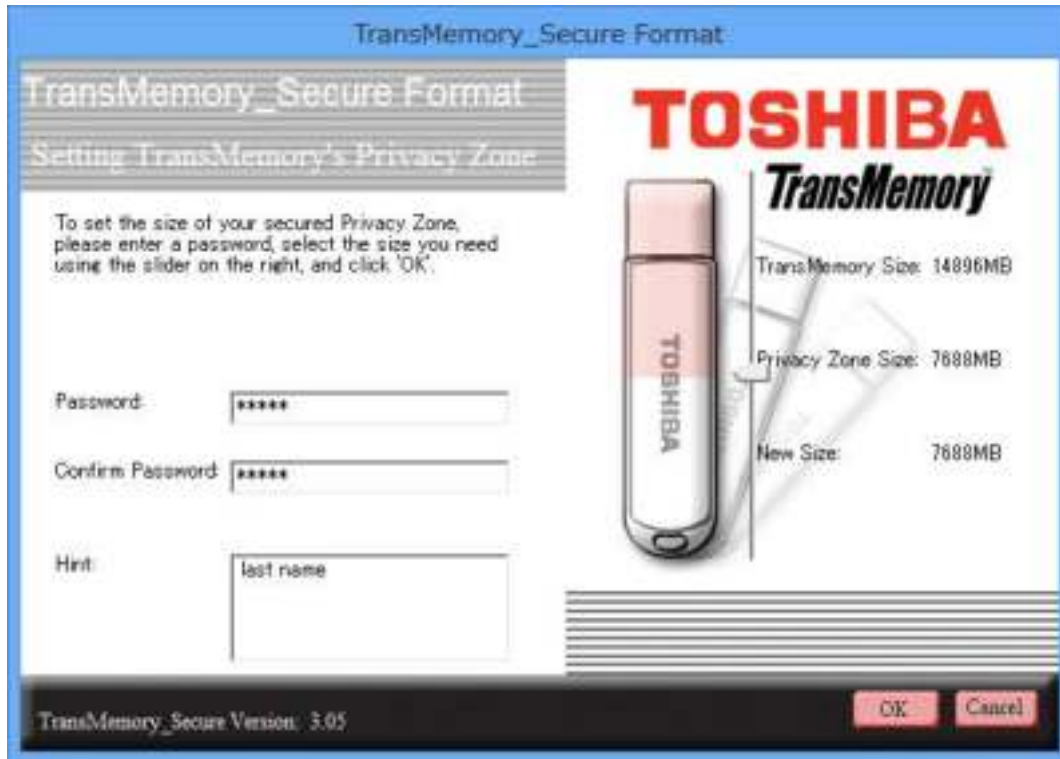 TransMemory_Secure Format
TransMemory_Secure Format
Setting TransMemory's Privacy Zone
To set the size of your secured Privacy Zone,
please enter a password, select the size you need
using the slider on the right, and click 'OK'.
Password: *****
Confirm Password: *****
Hint: last name
TOSHIBA
TransMemory
TOSHIBA
TransMemory Size: 14896MB
Privacy Zone Size: 7688MB
New Size: 7688MB
TransMemory_Secure Version: 3.05
OK
Cancel